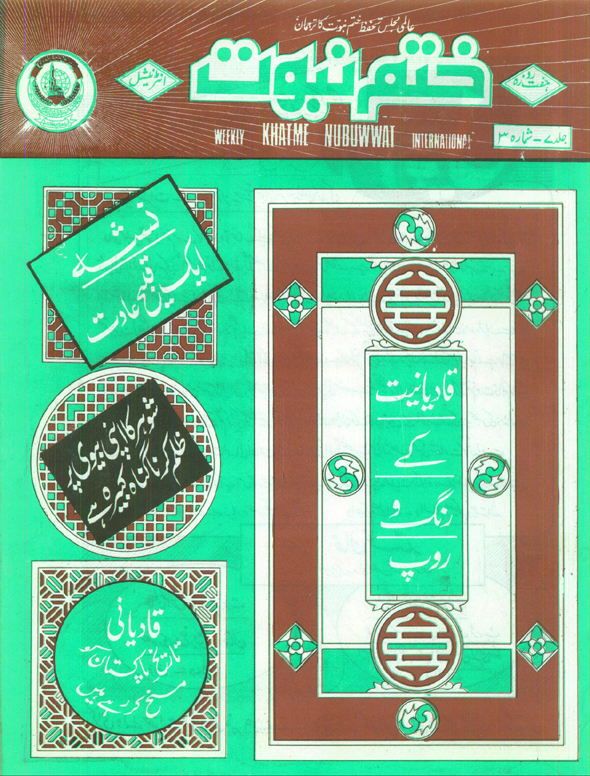 عالمی مجلس تحفظ ختم نبوت کا ترجمان
ہفت روزہ
ختم نبوت
انٹرنیشنل
WEEKLY KHATME NUBUWWAT INTERNATIONAL
جلد ۷ - شمارہ ۳
نشہ
ایک قبیح عادت
شوہر کا اپنی بیوی پر
ظلم کرنا گناہ کبیرہ ہے
قادیانی
تاریخ پاکستان
مسخ کر رہے ہیں
قادیانیت
کے
رنگ و
روپ